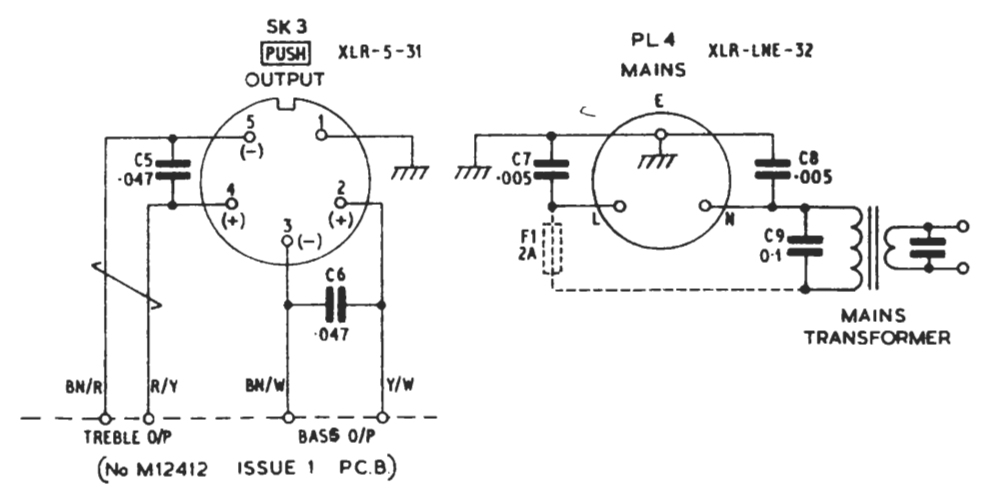 SK 3
PUSH
XLR-5-31
OUTPUT
5
(-)
1
C5
·047
4
(+)
2
(+)
3
(-)
C6
·047
BN/R
R/Y
BN/W
Y/W
TREBLE O/P
BASS O/P
(No M12412 ISSUE 1 P.C.B.)
PL 4
XLR-LNE-32
MAINS
E
C7
·005
C8
·005
L
N
F1
2A
C9
0·1
MAINS
TRANSFORMER